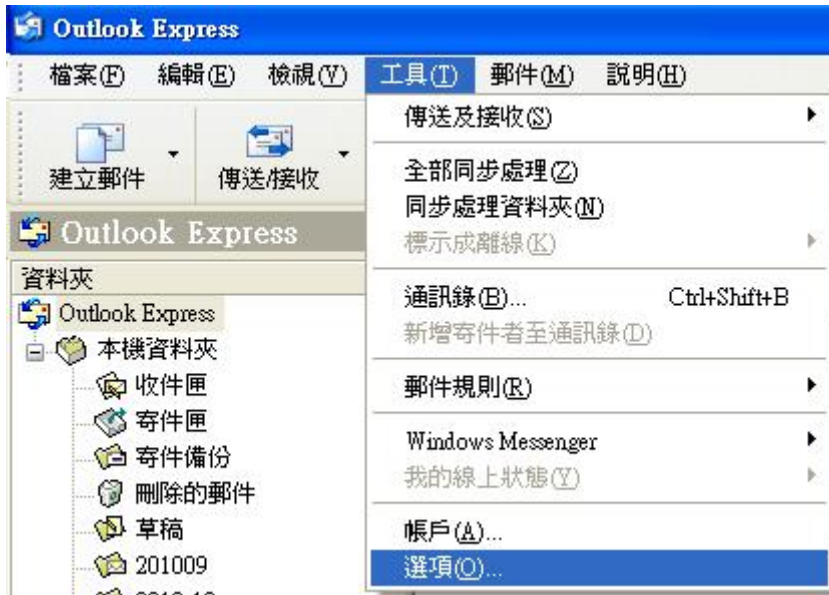 Outlook Express
檔案(F) 編輯(E) 檢視(V) 工具(T) 郵件(M) 說明(H)
建立郵件 傳送/接收
Outlook Express
資料夾
Outlook Express
本機資料夾
收件匣
寄件匣
寄件備份
刪除的郵件
草稿
201009
傳送及接收(S)
全部同步處理(Z)
同步處理資料夾(N)
標示成離線(K)
通訊錄(B)... Ctrl+Shift+B
新增寄件者至通訊錄(D)
郵件規則(R)
Windows Messenger
我的線上狀態(Y)
帳戶(A)...
選項(O)...